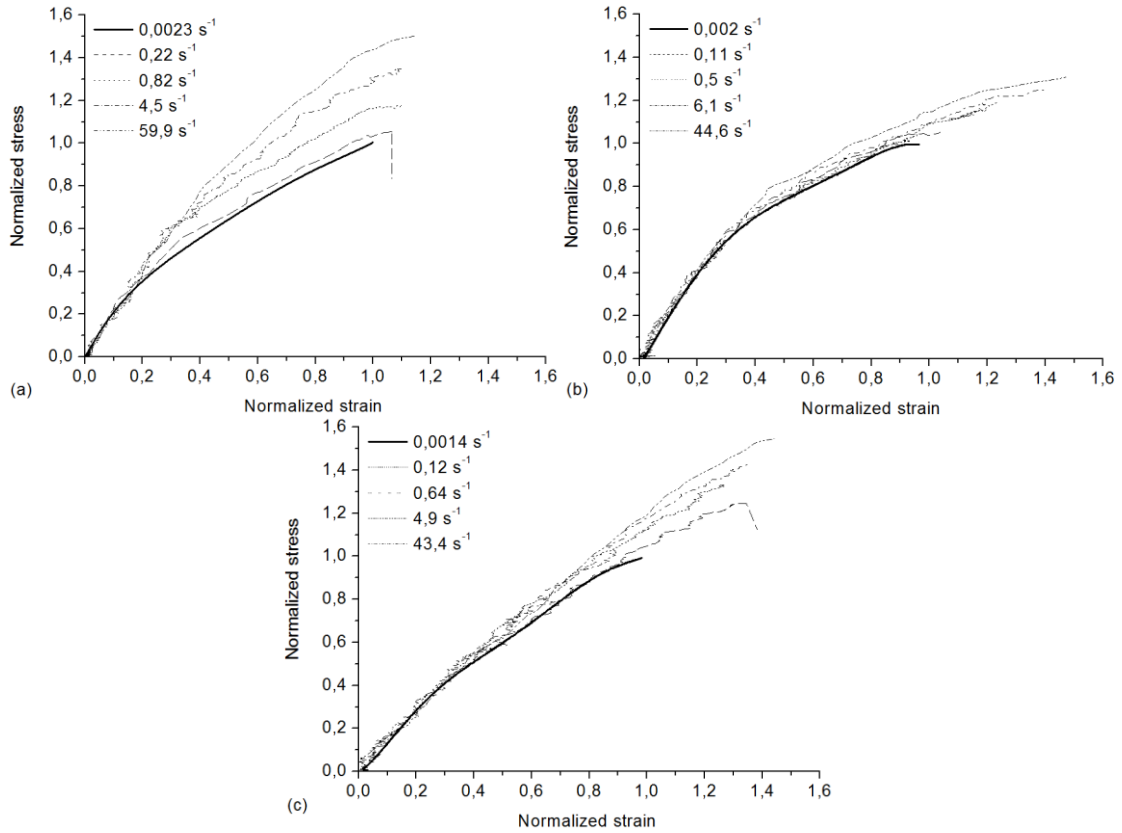 0,0023 s-1
0,22 s-1
0,82 s-1
4,5 s-1
59,9 s-1
1,6
1,4
1,2
1,0
0,8
0,6
0,4
0,2
0,0
Normalized stress
0,0 0,2 0,4 0,6 0,8 1,0 1,2 1,4 1,6
Normalized strain
(a)
0,002 s-1
0,11 s-1
0,5 s-1
6,1 s-1
44,6 s-1
1,6
1,4
1,2
1,0
0,8
0,6
0,4
0,2
0,0
Normalized stress
0,0 0,2 0,4 0,6 0,8 1,0 1,2 1,4 1,6
Normalized strain
(b)
0,0014 s-1
0,12 s-1
0,64 s-1
4,9 s-1
43,4 s-1
1,6
1,4
1,2
1,0
0,8
0,6
0,4
0,2
0,0
Normalized stress
0,0 0,2 0,4 0,6 0,8 1,0 1,2 1,4 1,6
Normalized strain
(c)